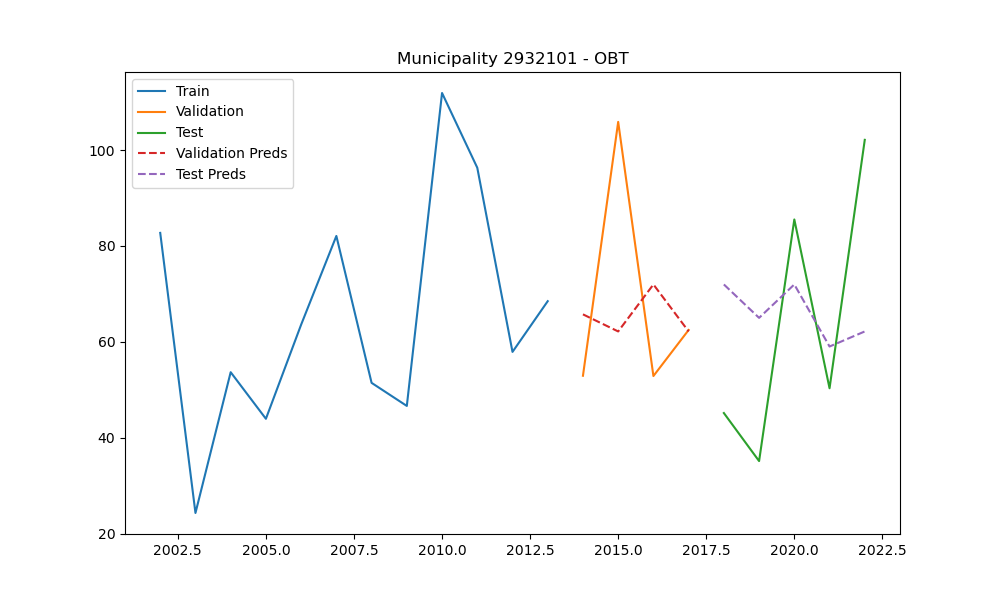 Municipality 2932101 - OBT
Train
Validation
Test
Validation Preds
Test Preds
100
80
60
40
20
2002.5 2005.0 2007.5 2010.0 2012.5 2015.0 2017.5 2020.0 2022.5